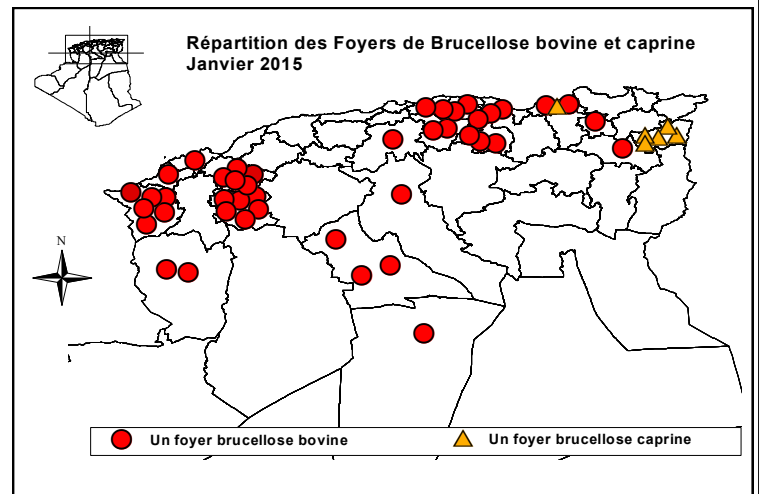 Répartition des Foyers de Brucellose bovine et caprine
Janvier 2015
N
Un foyer brucellose bovine
Un foyer brucellose caprine